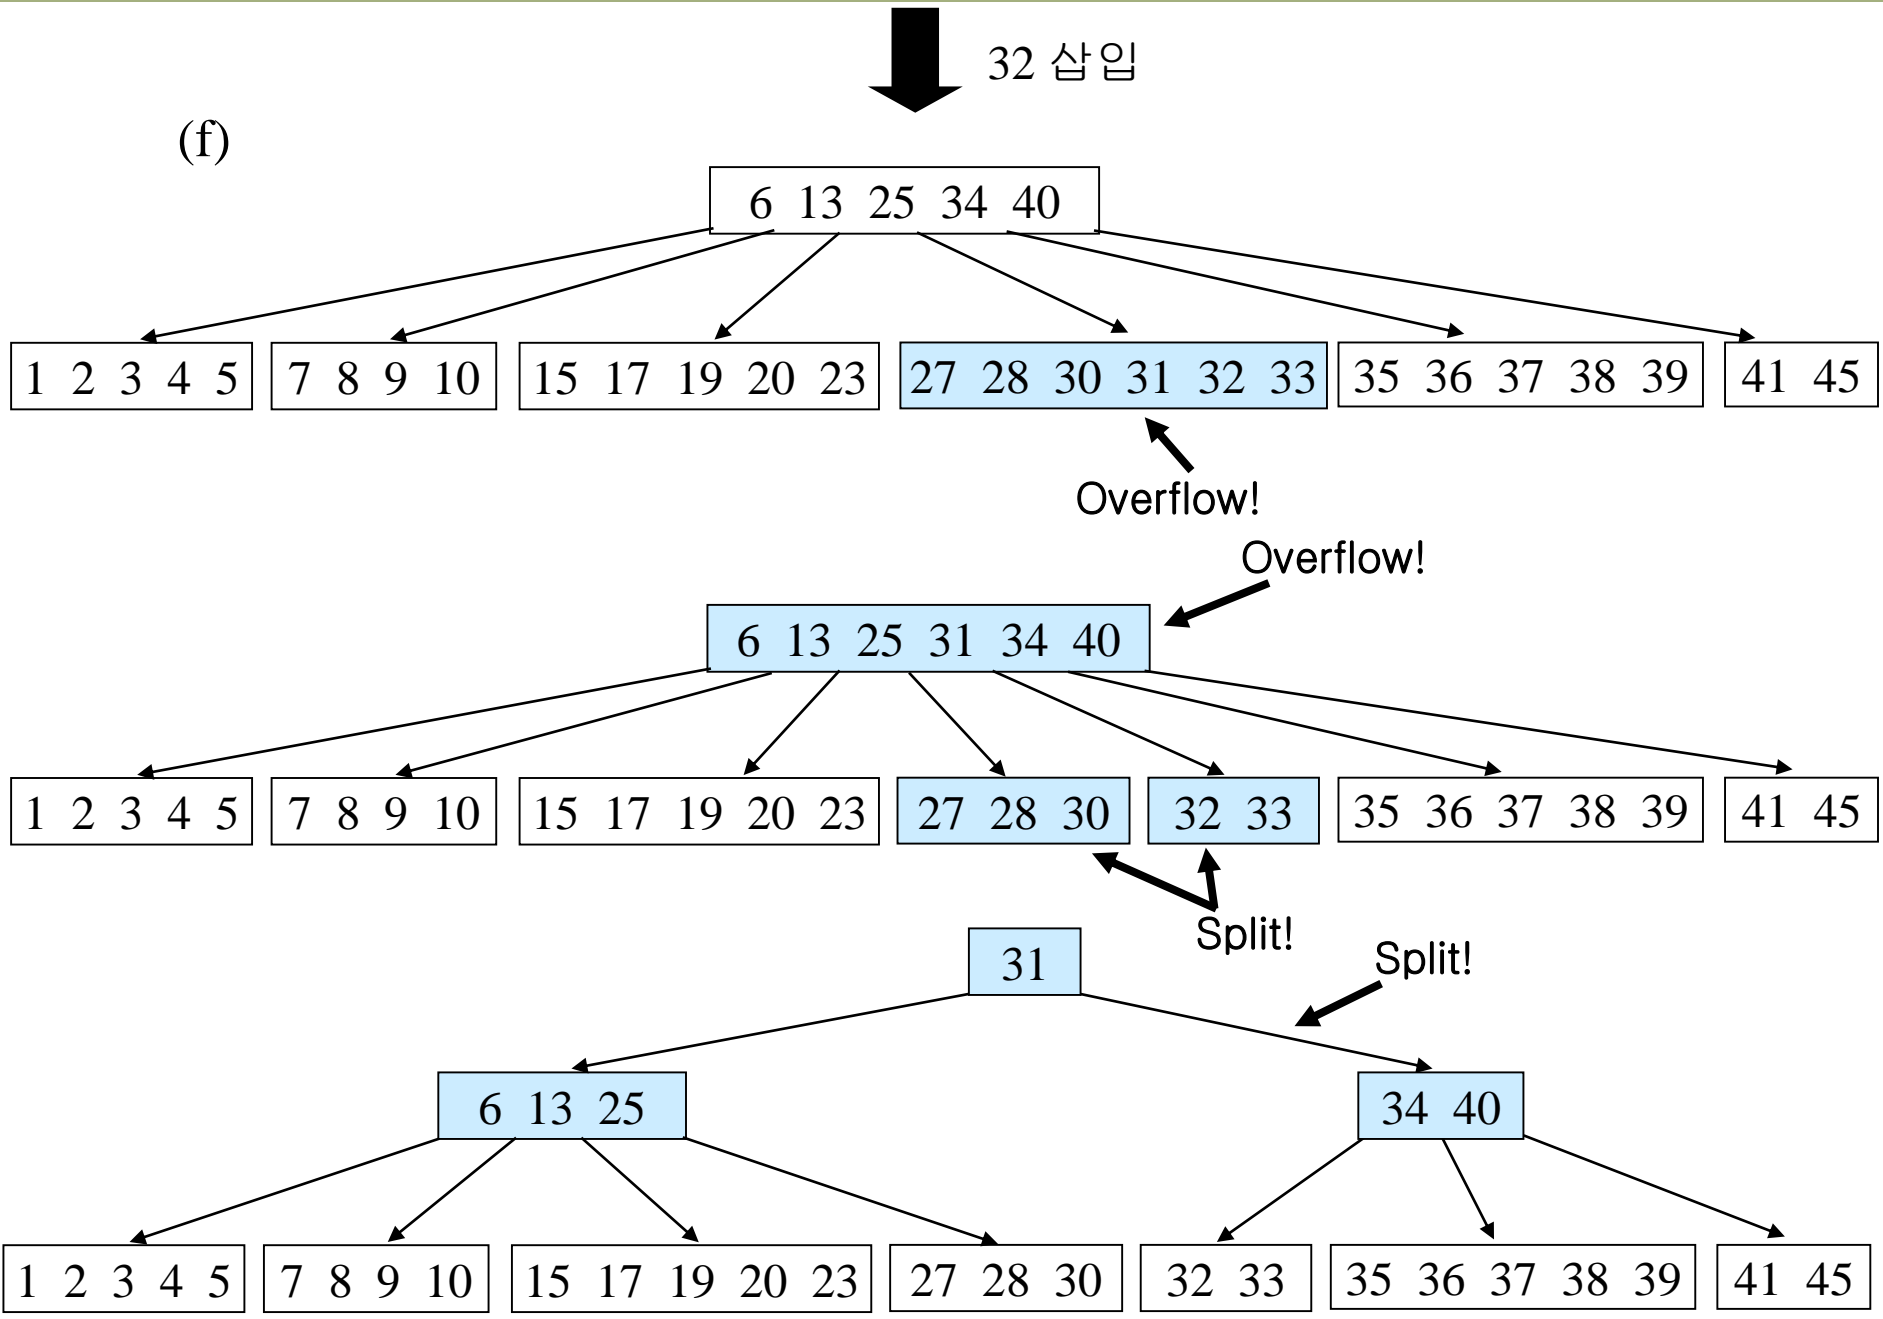 32 삽입
(f)
6 13 25 34 40
1 2 3 4 5 7 8 9 10 15 17 19 20 23 27 28 30 31 32 33 35 36 37 38 39 41 45
Overflow!
Overflow!
6 13 25 31 34 40
1 2 3 4 5 7 8 9 10 15 17 19 20 23 27 28 30 32 33 35 36 37 38 39 41 45
Split!
31
Split!
6 13 25 34 40
1 2 3 4 5 7 8 9 10 15 17 19 20 23 27 28 30 32 33 35 36 37 38 39 41 45